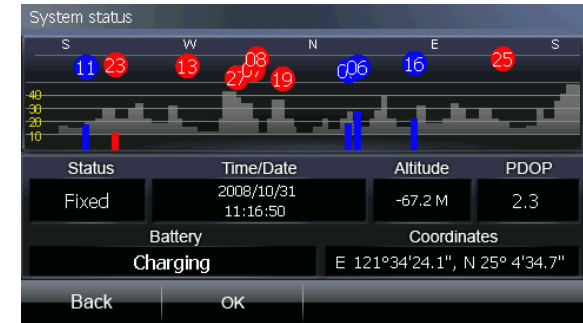 System status
S W N E S
11 23 13 27 08 07 19 06 16 25
40
30
20
10
Status Time/Date Altitude PDOP
Fixed 2008/10/31 -67.2 M 2.3
11:16:50
Battery Coordinates
Charging E 121°34'24.1", N 25° 4'34.7"
Back OK